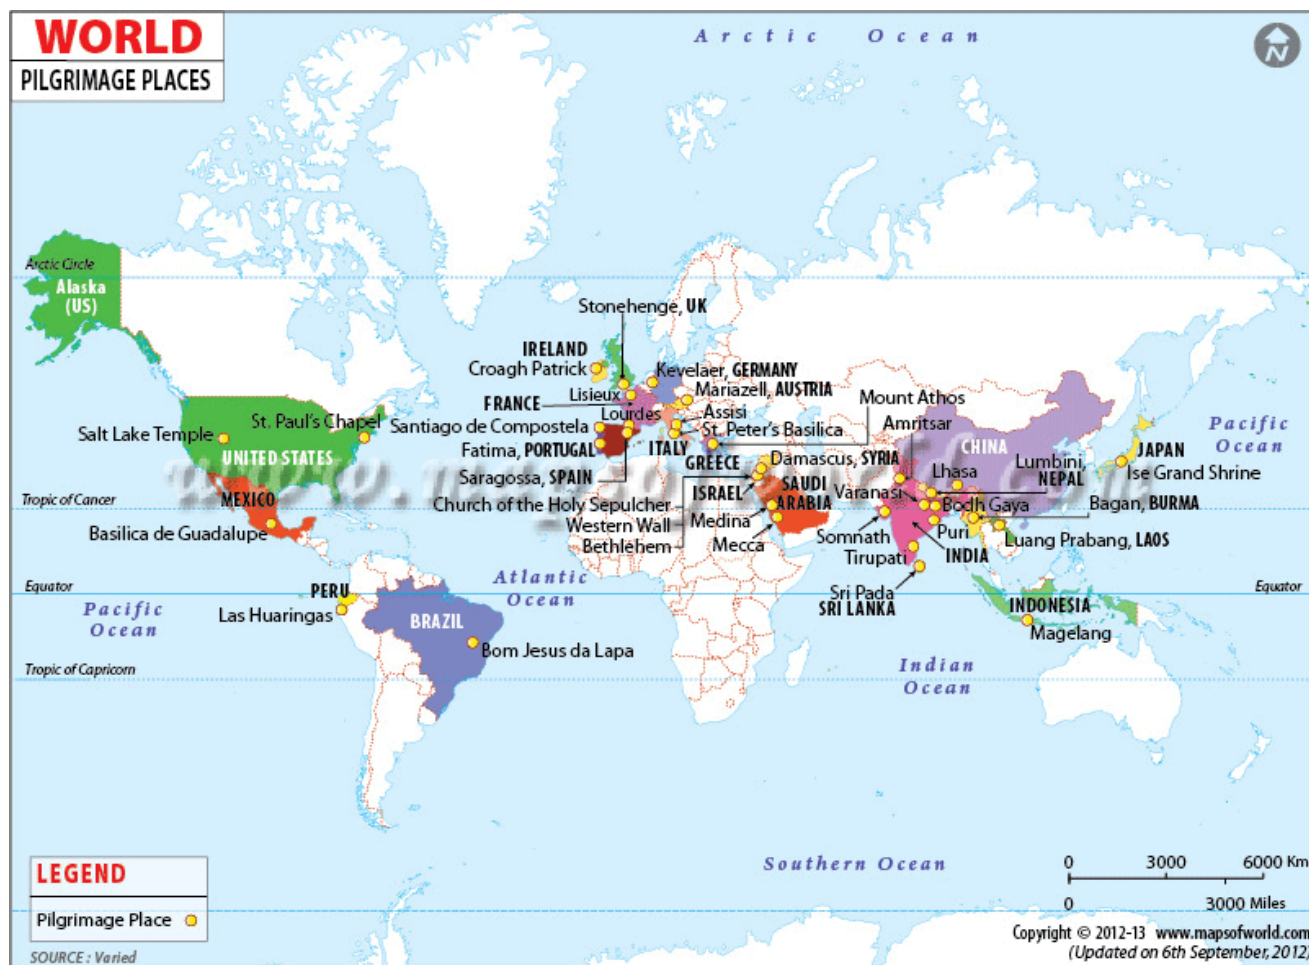 WORLD
PILGRIMAGE PLACES
Arctic Ocean
N
Arctic Circle
Alaska
(US)
Stonehenge, UK
IRELAND
Croagh Patrick
Kevelaer, GERMANY
Mariazell, AUSTRIA
Lisieux
FRANCE
Lourdes
Assisi
St. Peter's Basilica
Mount Athos
Amritsar
St. Paul's Chapel
Salt Lake Temple
UNITED STATES
Santiago de Compostela
Fatima, PORTUGAL
ITALY
GREECE
Saragossa, SPAIN
Damascus, SYRIA
CHINA
Lhasa
Lumbini,
NEPAL
JAPAN
Ise Grand Shrine
Pacific
Ocean
Tropic of Cancer
MEXICO
Basilica de Guadalupe
Church of the Holy Sepulcher
ISRAEL
SAUDI
ARABIA
Western Wall
Bethlehem
Medina
Mecca
Varanasi
Bodh Gaya
Bagan, BURMA
Somnath
Puri
Tirupati
INDIA
Luang Prabang, LAOS
Sri Pada
SRI LANKA
Equator
Atlantic
Ocean
Equator
PERU
Pacific
Ocean
Las Huaringas
BRAZIL
Bom Jesus da Lapa
INDONESIA
Magelang
Tropic of Capricorn
Indian
Ocean
Southern Ocean
LEGEND
Pilgrimage Place
SOURCE : Varied
0 3000 6000 Km
0 3000 Miles
Copyright © 2012-13 www.mapsofworld.com
(Updated on 6th September, 2012)